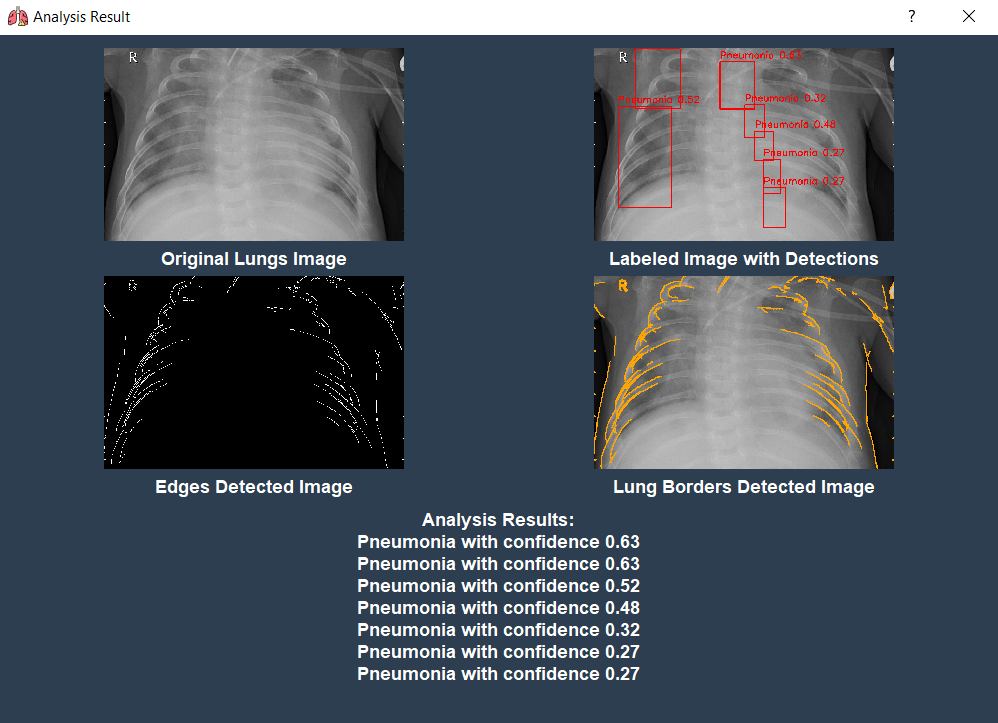 Analysis Result
R
R
Pneumonia
Pneumonia 0.52
Pneumonia 0.32
Pneumonia 0.48
Pneumonia 0.27
Pneumonia 0.27
Original Lungs Image
Labeled Image with Detections
R
R
Edges Detected Image
Lung Borders Detected Image
Analysis Results:
Pneumonia with confidence 0.63
Pneumonia with confidence 0.63
Pneumonia with confidence 0.52
Pneumonia with confidence 0.48
Pneumonia with confidence 0.32
Pneumonia with confidence 0.27
Pneumonia with confidence 0.27